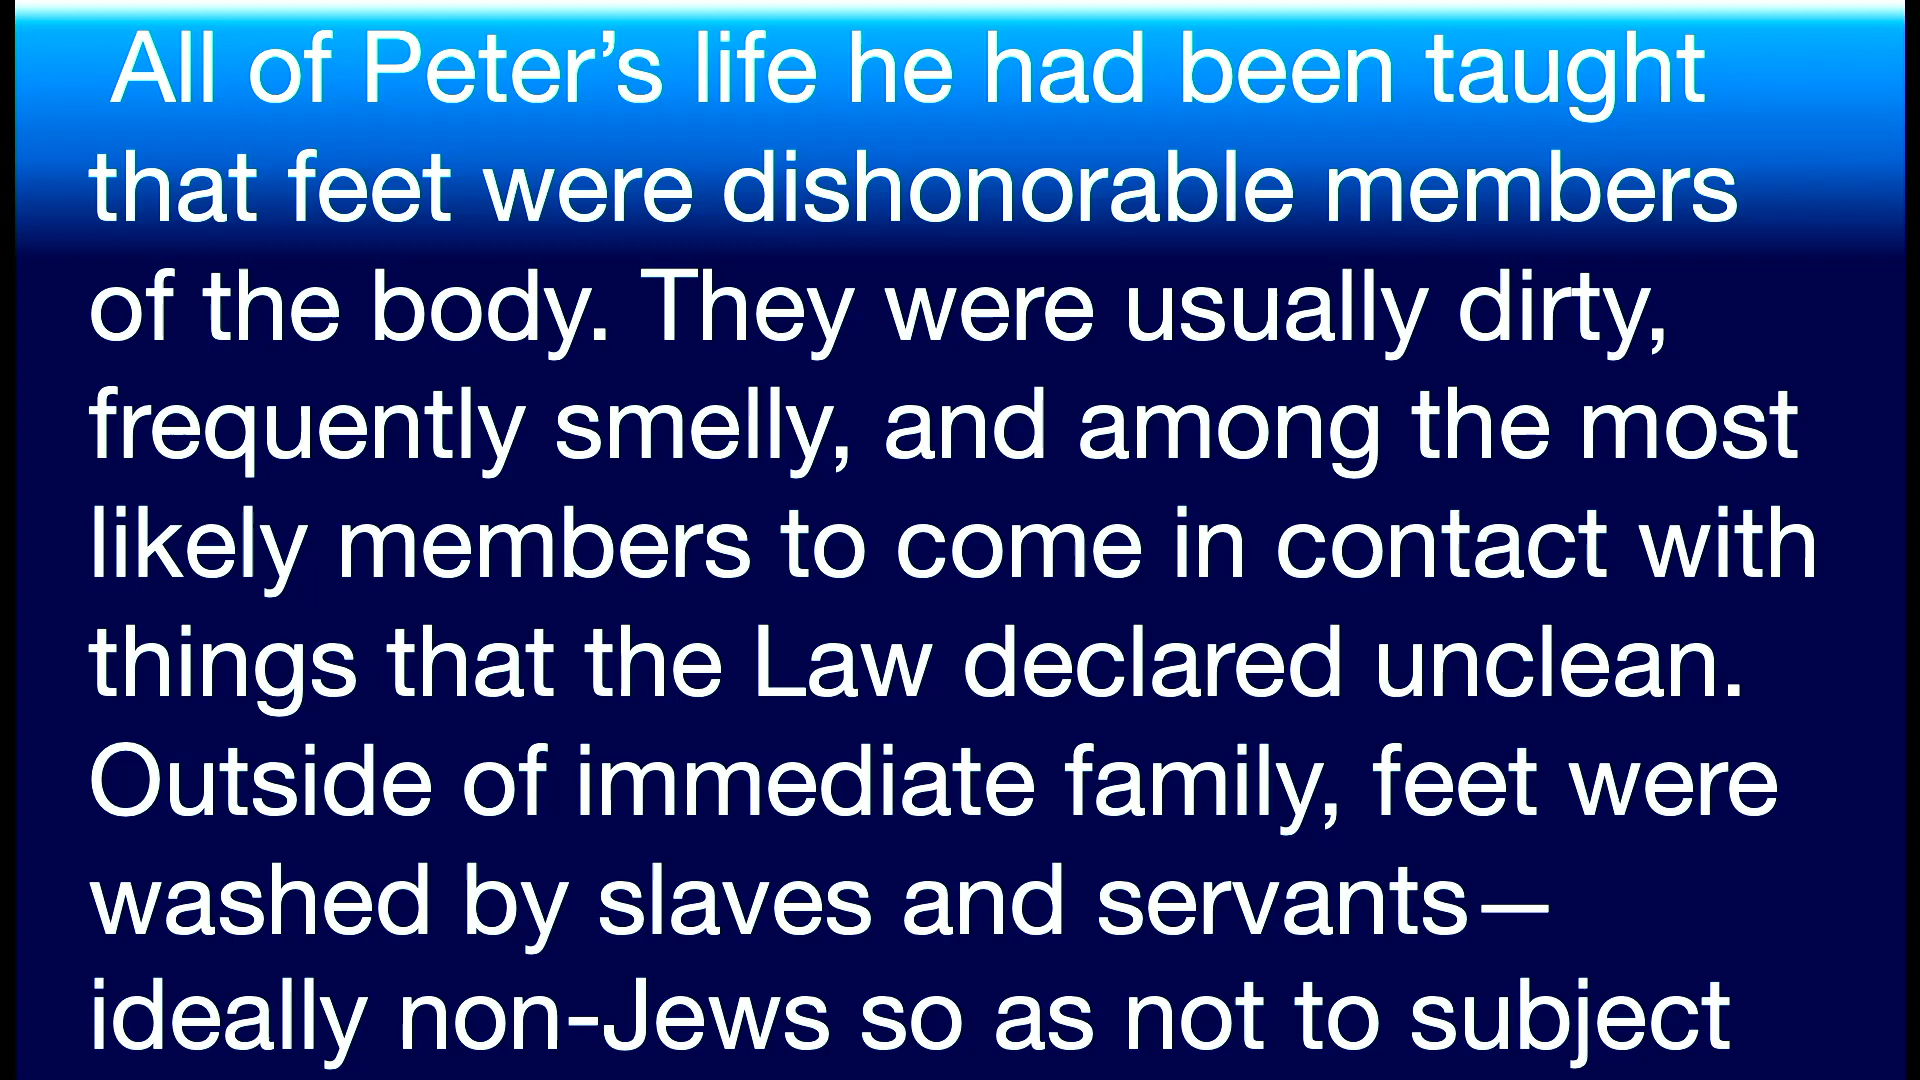 All of Peter’s life he had been taught
that feet were dishonorable members
of the body. They were usually dirty,
frequently smelly, and among the most
likely members to come in contact with
things that the Law declared unclean.
Outside of immediate family, feet were
washed by slaves and servants—
ideally non-Jews so as not to subject